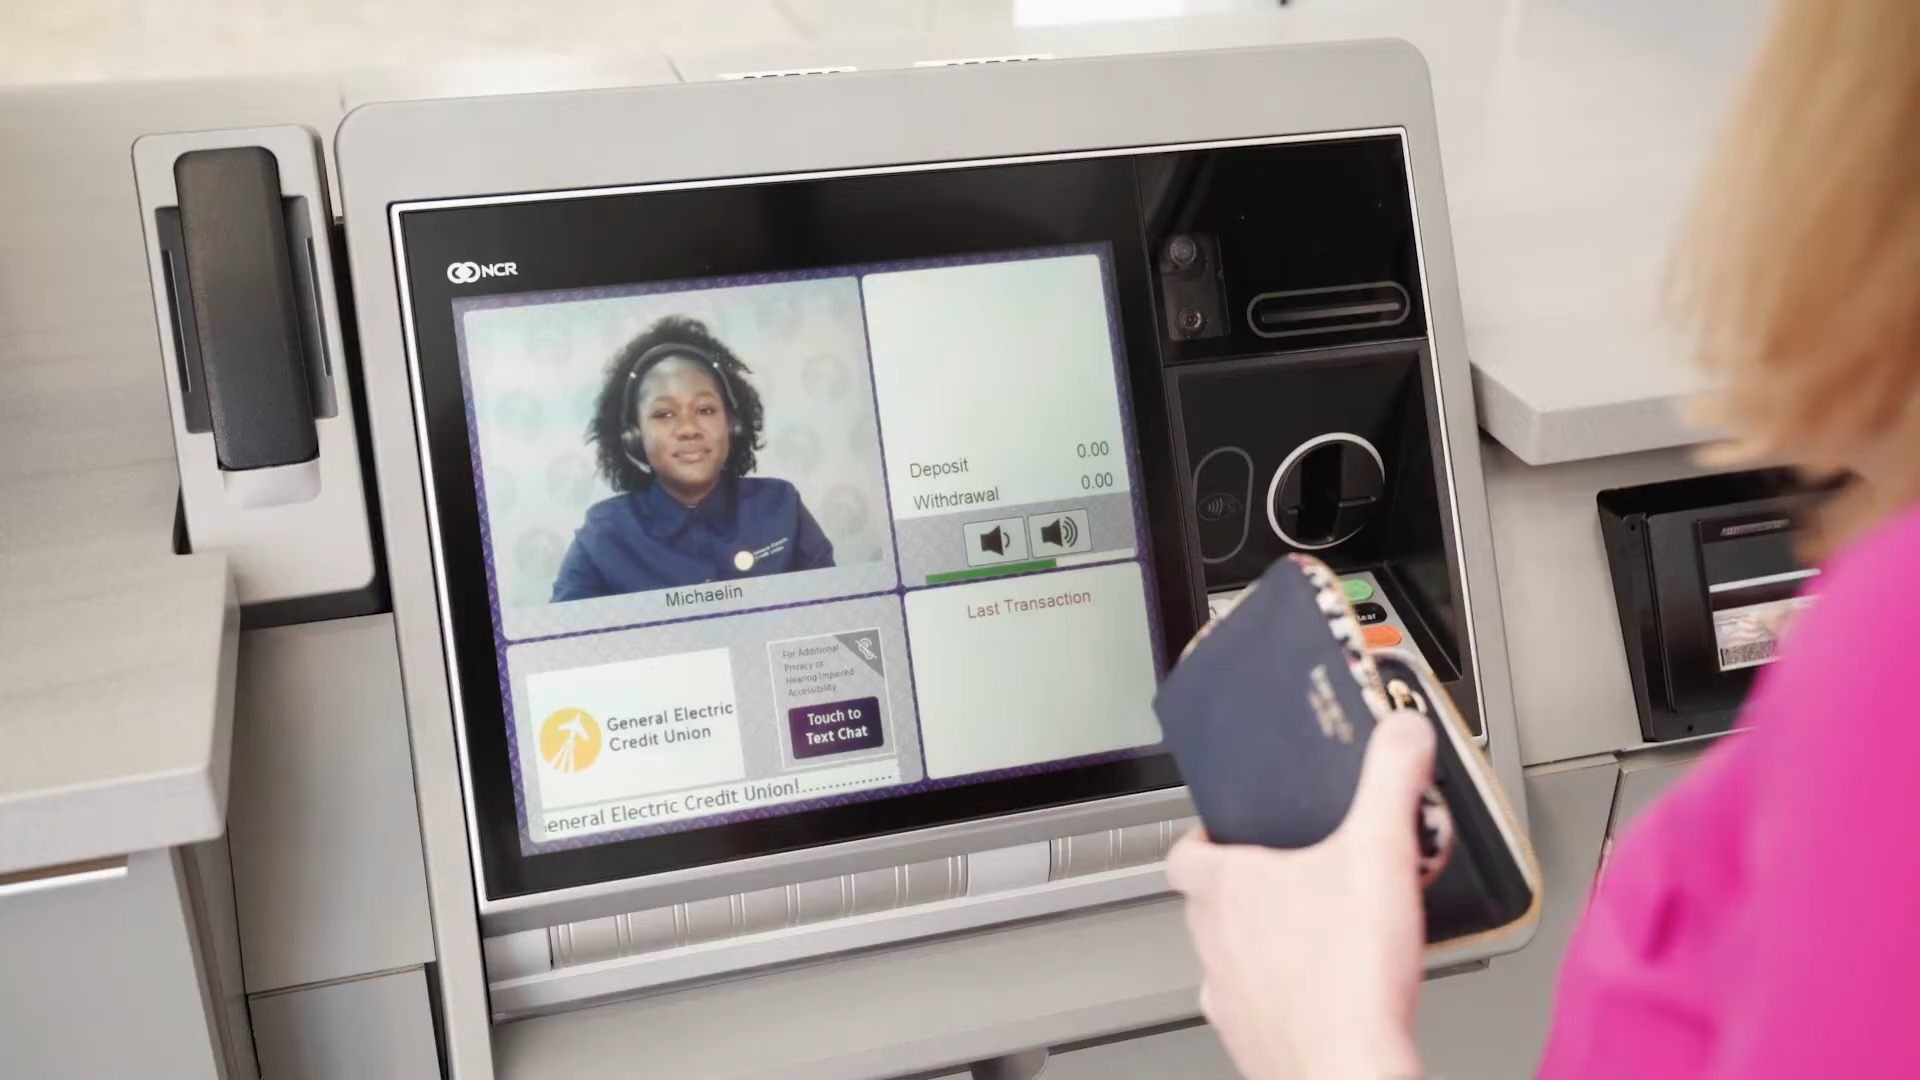 NCR
Deposit 0.00
Withdrawal 0.00
Michaelin
Last Transaction
For Additional
Privacy or
Hearing Impaired
Accessibility
Touch to
Text Chat
General Electric
Credit Union
General Electric Credit Union!..............